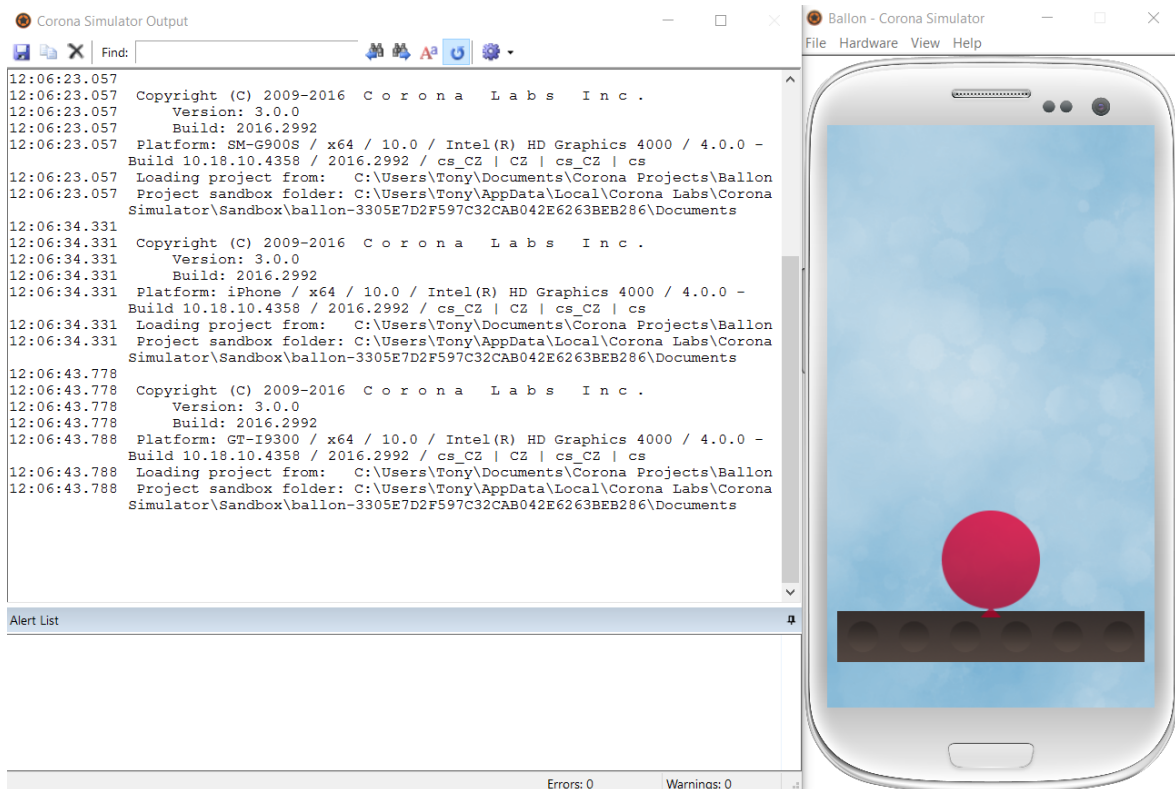 Corona Simulator Output
Find:
Aa
12:06:23.057
12:06:23.057 Copyright (C) 2009-2016 C o r o n a L a b s I n c .
12:06:23.057 Version: 3.0.0
12:06:23.057 Build: 2016.2992
12:06:23.057 Platform: SM-G900S / x64 / 10.0 / Intel(R) HD Graphics 4000 / 4.0.0 -
Build 10.18.10.4358 / 2016.2992 / cs_CZ | CZ | cs_CZ | cs
12:06:23.057 Loading project from: C:\Users\Tony\Documents\Corona Projects\Ballon
12:06:23.057 Project sandbox folder: C:\Users\Tony\AppData\Local\Corona Labs\Corona
Simulator\Sandbox\ballon-3305E7D2F597C32CAB042E6263BEB286\Documents
12:06:34.331
12:06:34.331 Copyright (C) 2009-2016 C o r o n a L a b s I n c .
12:06:34.331 Version: 3.0.0
12:06:34.331 Build: 2016.2992
12:06:34.331 Platform: iPhone / x64 / 10.0 / Intel(R) HD Graphics 4000 / 4.0.0 -
Build 10.18.10.4358 / 2016.2992 / cs_CZ | CZ | cs_CZ | cs
12:06:34.331 Loading project from: C:\Users\Tony\Documents\Corona Projects\Ballon
12:06:34.331 Project sandbox folder: C:\Users\Tony\AppData\Local\Corona Labs\Corona
Simulator\Sandbox\ballon-3305E7D2F597C32CAB042E6263BEB286\Documents
12:06:43.778
12:06:43.778 Copyright (C) 2009-2016 C o r o n a L a b s I n c .
12:06:43.778 Version: 3.0.0
12:06:43.778 Build: 2016.2992
12:06:43.788 Platform: GT-I9300 / x64 / 10.0 / Intel(R) HD Graphics 4000 / 4.0.0 -
Build 10.18.10.4358 / 2016.2992 / cs_CZ | CZ | cs_CZ | cs
12:06:43.788 Loading project from: C:\Users\Tony\Documents\Corona Projects\Ballon
12:06:43.788 Project sandbox folder: C:\Users\Tony\AppData\Local\Corona Labs\Corona
Simulator\Sandbox\ballon-3305E7D2F597C32CAB042E6263BEB286\Documents
Alert List
Errors: 0 Warnings: 0
Ballon - Corona Simulator
File Hardware View Help